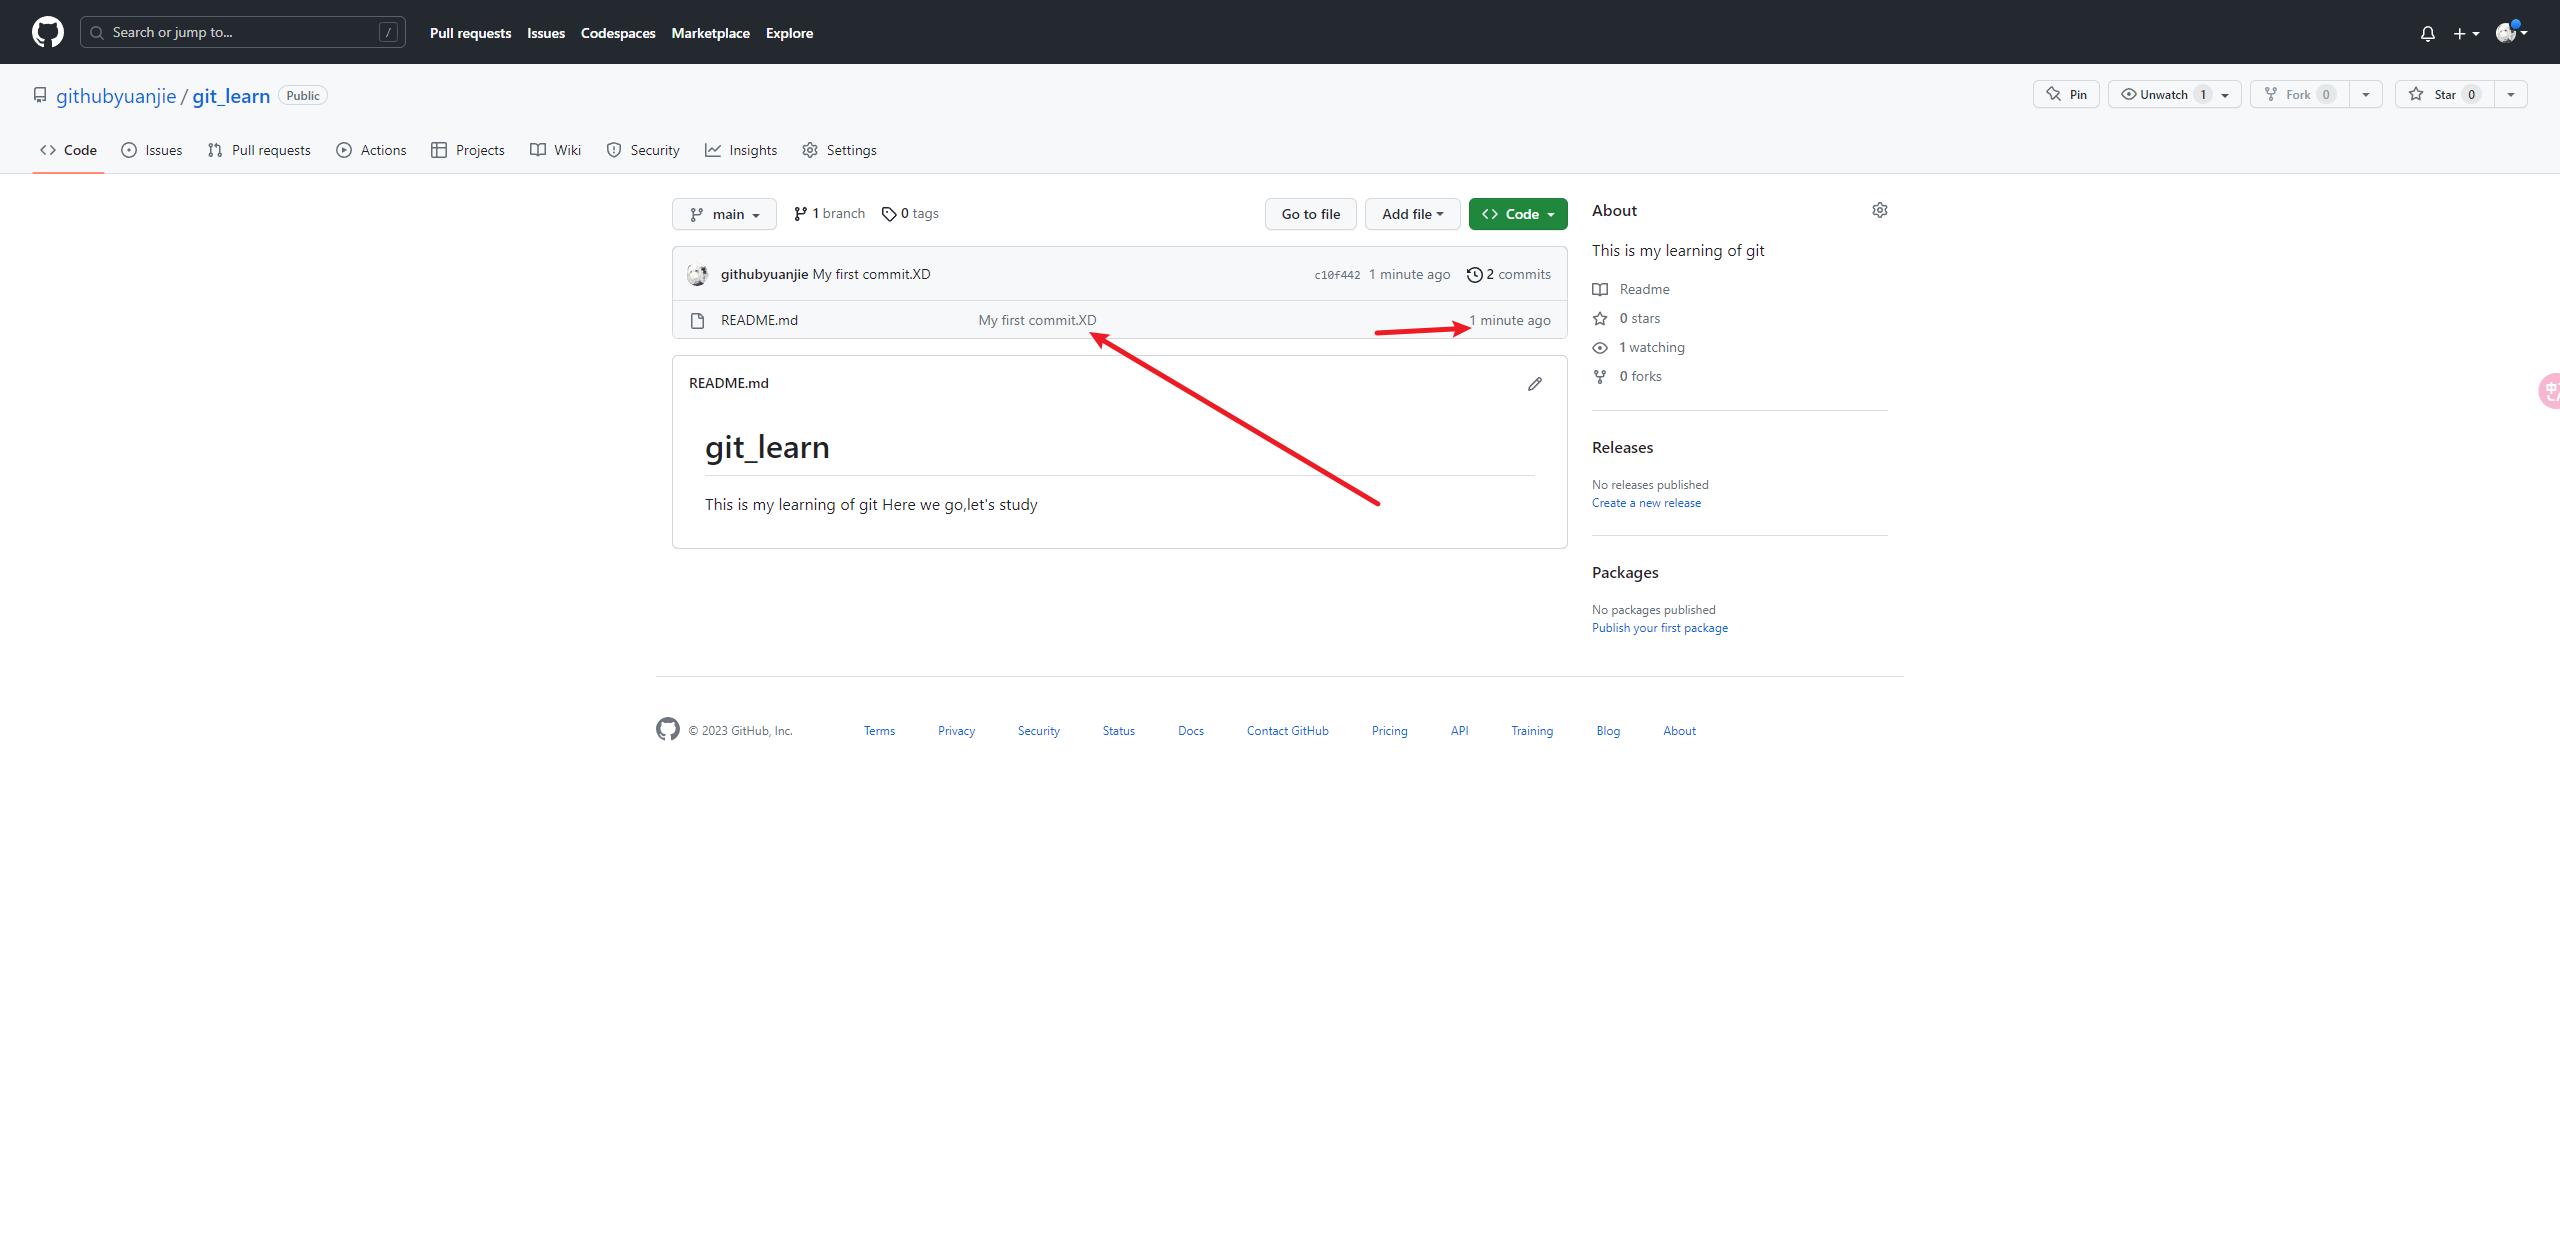 Search or jump to... / Pull requests Issues Codespaces Marketplace Explore
githubyuanjie / git_learn Public Pin Unwatch 1 Fork 0 Star 0
Code Issues Pull requests Actions Projects Wiki Security Insights Settings
main 1 branch 0 tags Go to file Add file Code
githubyuanjie My first commit.XD c10f442 1 minute ago 2 commits
README.md My first commit.XD 1 minute ago
README.md
git_learn
This is my learning of git Here we go,let's study
About
This is my learning of git
Readme
0 stars
1 watching
0 forks
Releases
No releases published
Create a new release
Packages
No packages published
Publish your first package
© 2023 GitHub, Inc. Terms Privacy Security Status Docs Contact GitHub Pricing API Training Blog About